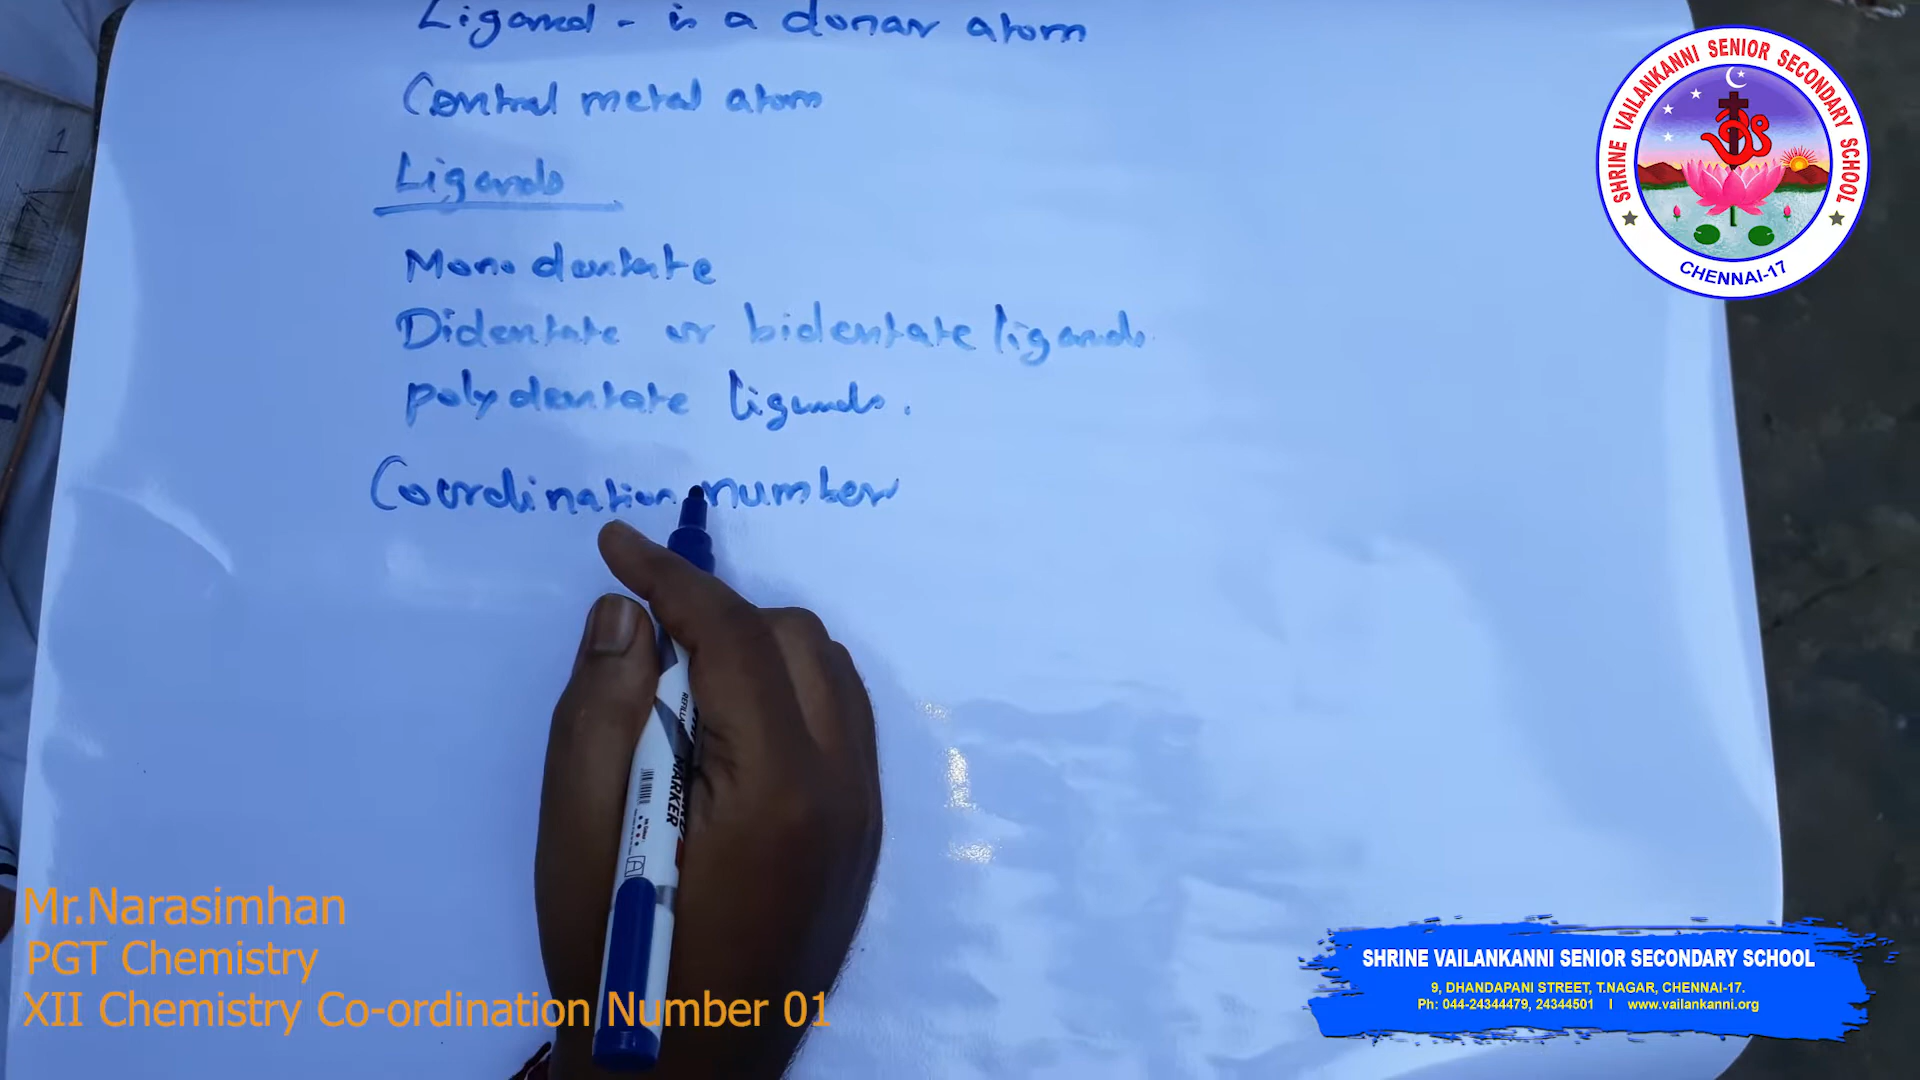 Ligand - is a donar atom
Central metal atom
Ligands
Mono dentate
Didentate or bidentate ligands
polydentate ligands.
Coordination number
SHRINE VAILANKANNI SENIOR SECONDARY SCHOOL
CHENNAI-17
1
MARKER
Mr.Narasimhan
PGT Chemistry
XII Chemistry Co-ordination Number 01
SHRINE VAILANKANNI SENIOR SECONDARY SCHOOL
9, DHANDAPANI STREET, T.NAGAR, CHENNAI-17.
Ph: 044-24344479, 24344501 I www.vailankanni.org